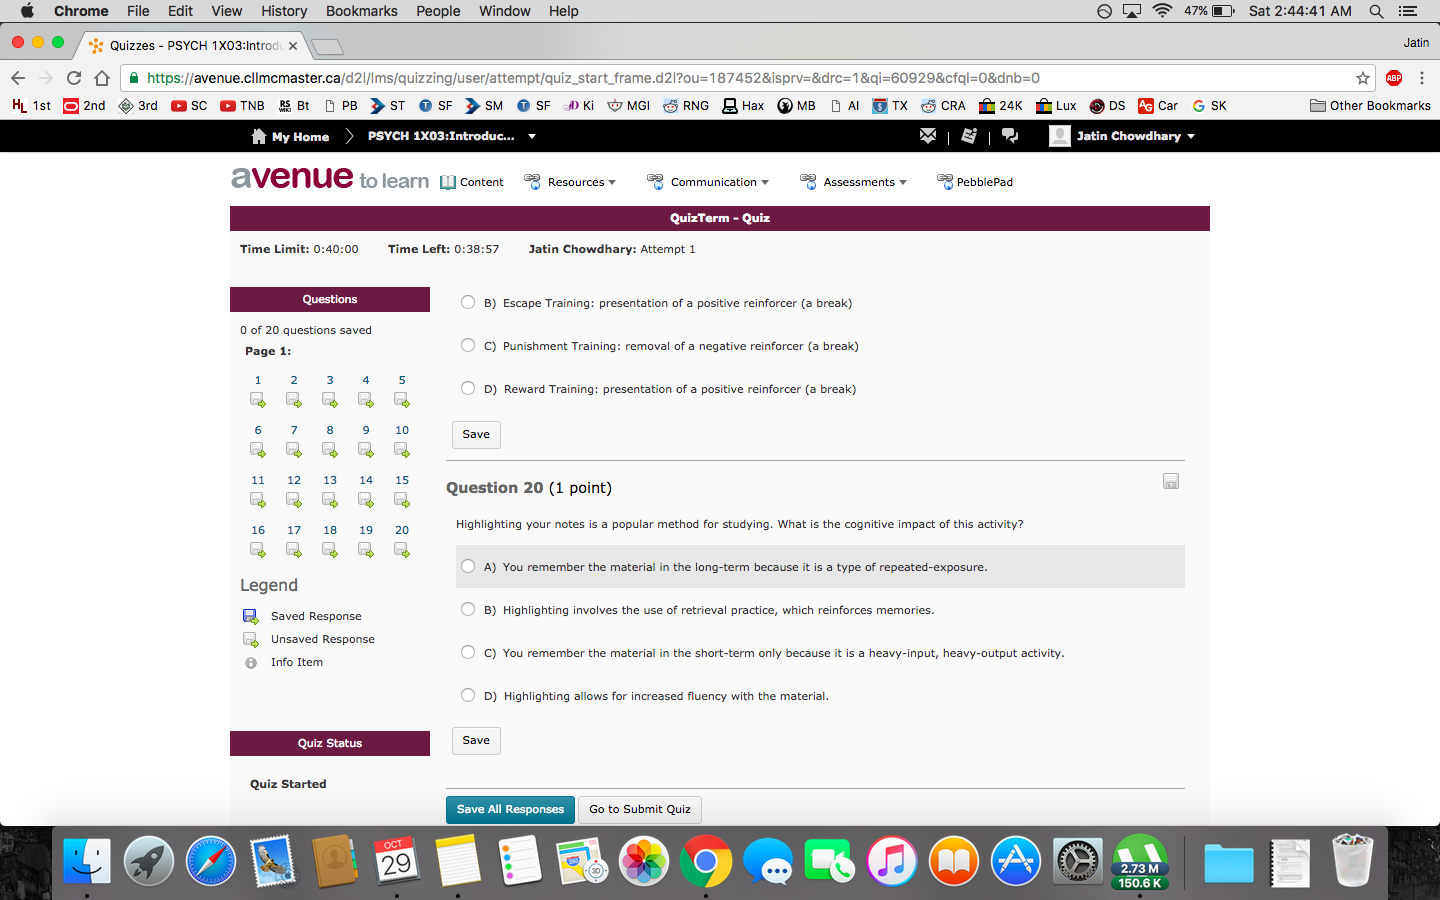 Chrome File Edit View History Bookmarks People Window Help 47% Sat 2:44:41 AM
Quizzes - PSYCH 1X03:Introdu Jatin
https://avenue.cllmcmaster.ca/d2l/lms/quizzing/user/attempt/quiz_start_frame.d2l?ou=187452&isprv=&drc=1&qi=60929&cfql=0&dnb=0 ABP
HL 1st 2nd 3rd SC TNB RS WIKI Bt PB ST T SF SM T SF Ki MGI RNG Hax MB AI TX CRA 24K Lux DS AG Car G SK Other Bookmarks
My Home PSYCH 1X03:Introduc... Jatin Chowdhary
avenue to learn Content Resources Communication Assessments PebblePad
QuizTerm - Quiz
Time Limit: 0:40:00 Time Left: 0:38:57 Jatin Chowdhary: Attempt 1
Questions
0 of 20 questions saved
Page 1:
1 2 3 4 5
6 7 8 9 10
11 12 13 14 15
16 17 18 19 20
Legend
Saved Response
Unsaved Response
Info Item
Quiz Status
Quiz Started
B) Escape Training: presentation of a positive reinforcer (a break)
C) Punishment Training: removal of a negative reinforcer (a break)
D) Reward Training: presentation of a positive reinforcer (a break)
Save
Question 20 (1 point)
Highlighting your notes is a popular method for studying. What is the cognitive impact of this activity?
A) You remember the material in the long-term because it is a type of repeated-exposure.
B) Highlighting involves the use of retrieval practice, which reinforces memories.
C) You remember the material in the short-term only because it is a heavy-input, heavy-output activity.
D) Highlighting allows for increased fluency with the material.
Save
Save All Responses Go to Submit Quiz
OCT
29
3D
2.73 M
150.6 K